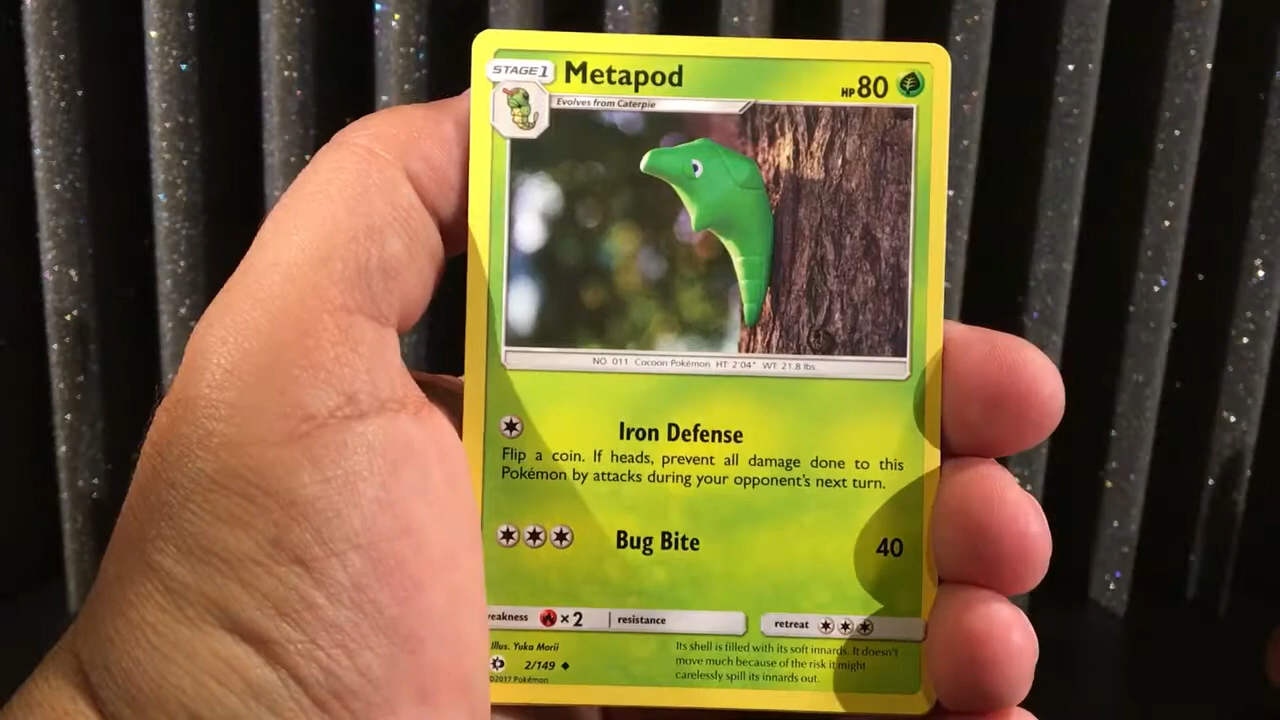 STAGE 1 Metapod HP 80
Evolves from Caterpie
NO. 011 Cocoon Pokémon HT: 2'04" WT: 21.8 lbs.
Iron Defense
Flip a coin. If heads, prevent all damage done to this
Pokémon by attacks during your opponent's next turn.
Bug Bite 40
eakness ×2 resistance retreat
Illus. Yuka Morii
2/149
©2017 Pokémon
Its shell is filled with its soft innards. It doesn't
move much because of the risk it might
carelessly spill its innards out.